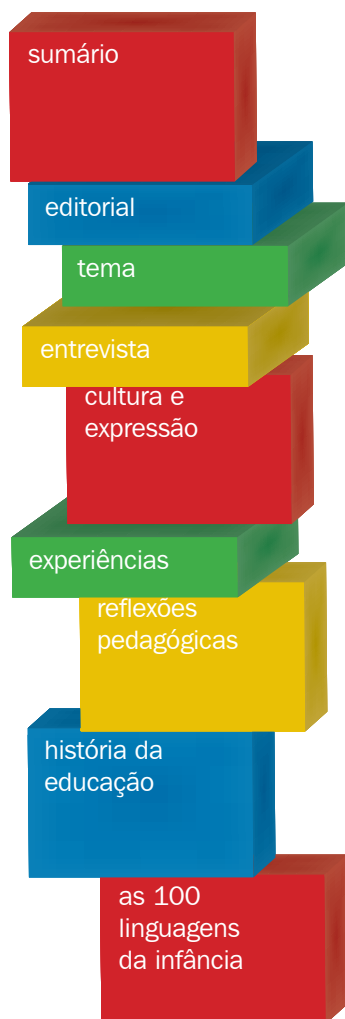 sumário
editorial
tema
entrevista
cultura e
expressão
experiências
reflexões
pedagógicas
história da
educação
as 100
linguagens
da infância